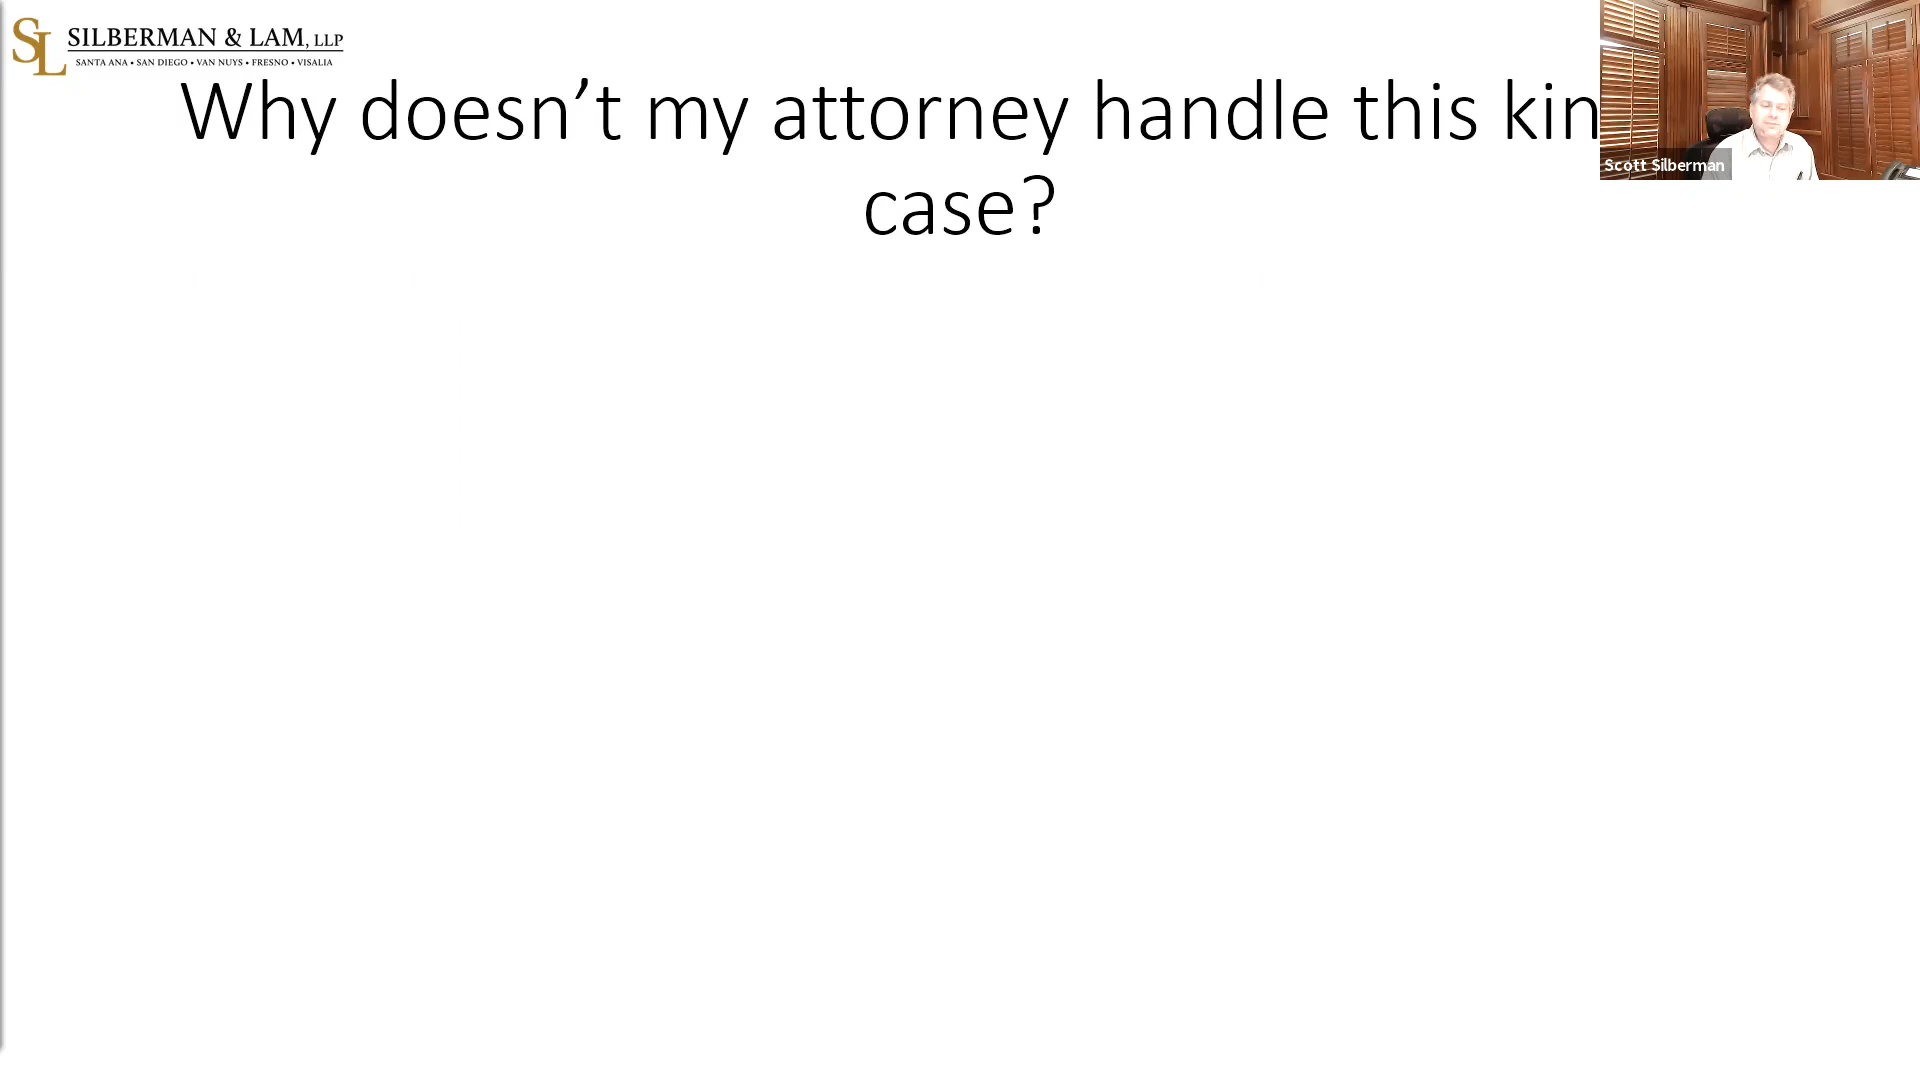 SL SILBERMAN & LAM, LLP
SANTA ANA • SAN DIEGO • VAN NUYS • FRESNO • VISALIA
Why doesn’t my attorney handle this kin
case?
Scott Silberman